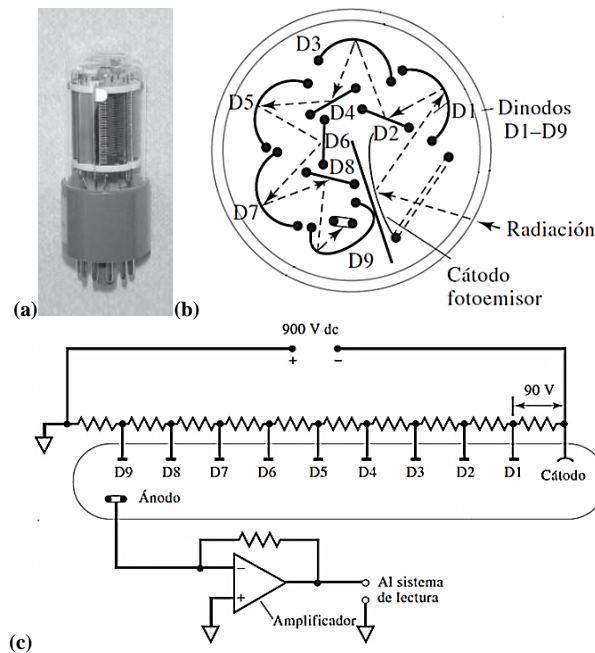 (a)
(b)
D3
D5
D4
D1
Dinodos
D1–D9
D6
D2
D8
D7
Radiación
D9
Cátodo
fotoemisor
900 V dc
+ −
90 V
D9 D8 D7 D6 D5 D4 D3 D2 D1 Cátodo
Ánodo
−
+
Al sistema
de lectura
Amplificador
(c)